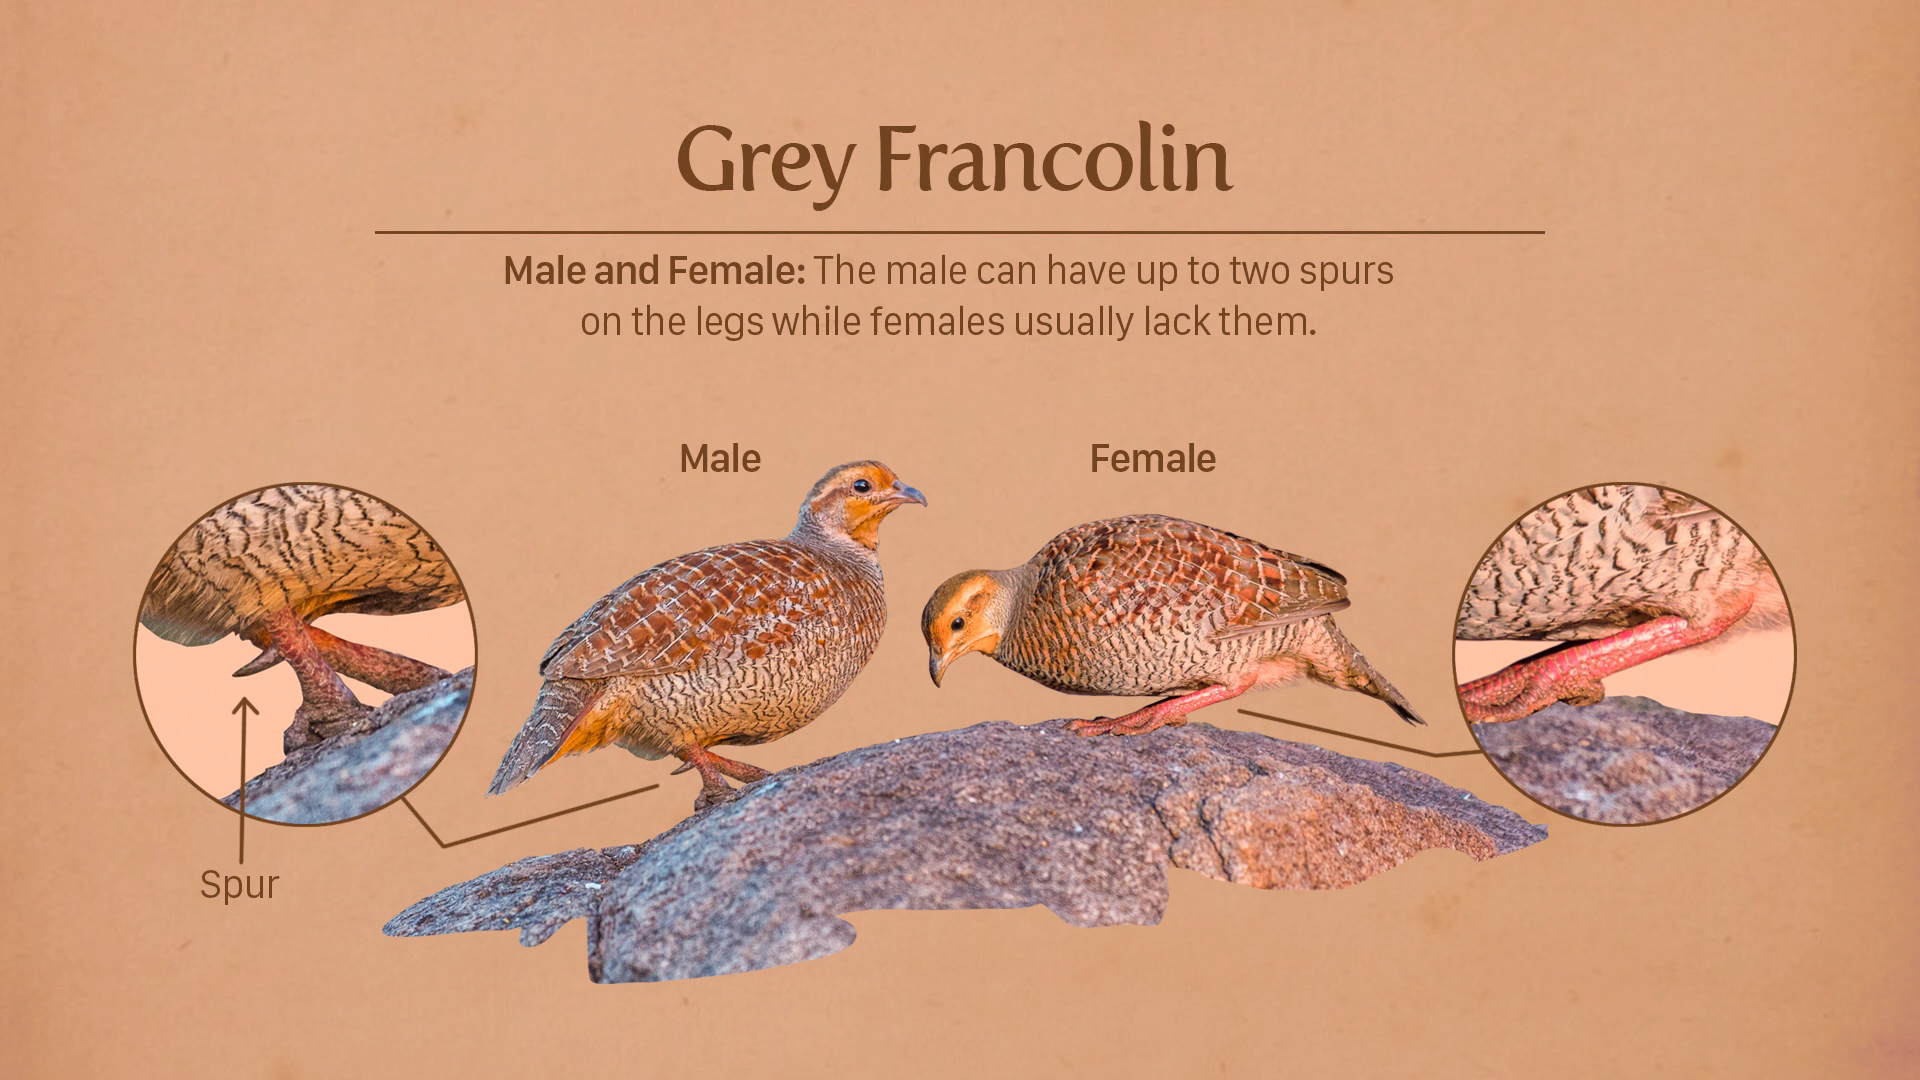 Grey Francolin
Male and Female: The male can have up to two spurs
on the legs while females usually lack them.
Male
Female
Spur